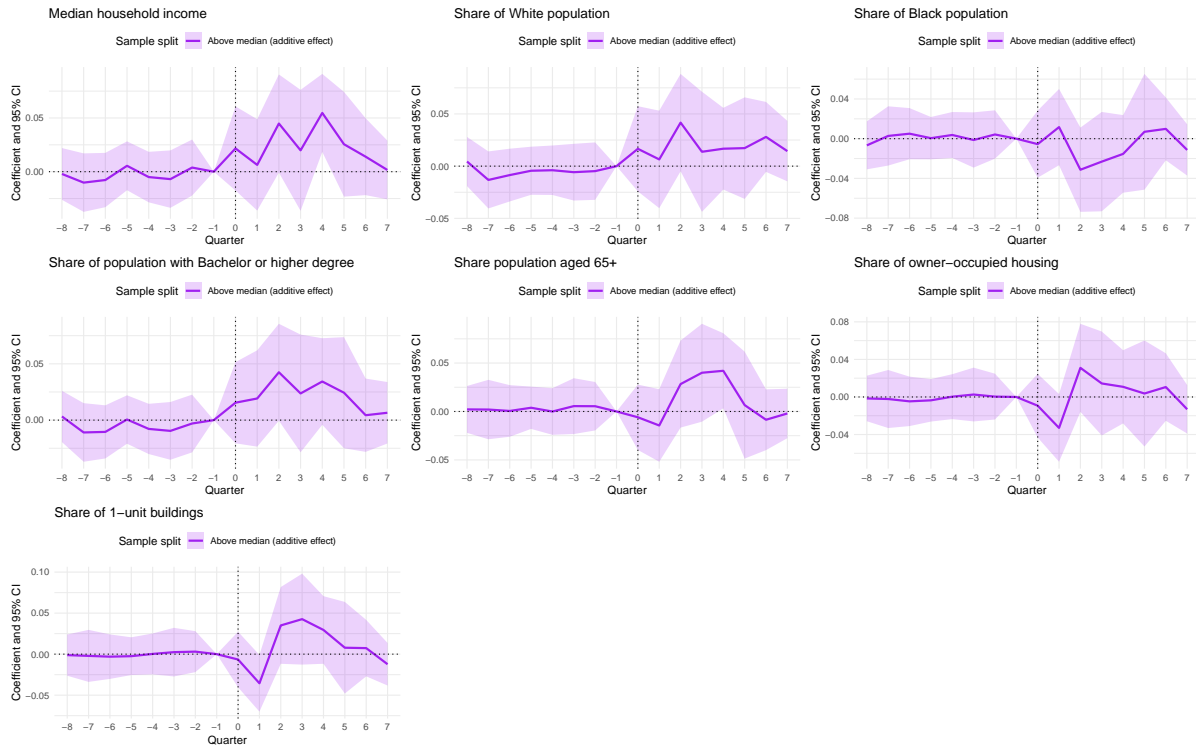 Median household income
Sample split Above median (additive effect)
Coefficient and 95% CI
0.05
0.00
−8 −7 −6 −5 −4 −3 −2 −1 0 1 2 3 4 5 6 7
Quarter
Share of White population
Sample split Above median (additive effect)
Coefficient and 95% CI
0.05
0.00
−0.05
−8 −7 −6 −5 −4 −3 −2 −1 0 1 2 3 4 5 6 7
Quarter
Share of Black population
Sample split Above median (additive effect)
Coefficient and 95% CI
0.04
0.00
−0.04
−0.08
−8 −7 −6 −5 −4 −3 −2 −1 0 1 2 3 4 5 6 7
Quarter
Share of population with Bachelor or higher degree
Sample split Above median (additive effect)
Coefficient and 95% CI
0.05
0.00
−8 −7 −6 −5 −4 −3 −2 −1 0 1 2 3 4 5 6 7
Quarter
Share population aged 65+
Sample split Above median (additive effect)
Coefficient and 95% CI
0.05
0.00
−0.05
−8 −7 −6 −5 −4 −3 −2 −1 0 1 2 3 4 5 6 7
Quarter
Share of owner−occupied housing
Sample split Above median (additive effect)
Coefficient and 95% CI
0.08
0.04
0.00
−0.04
−8 −7 −6 −5 −4 −3 −2 −1 0 1 2 3 4 5 6 7
Quarter
Share of 1−unit buildings
Sample split Above median (additive effect)
Coefficient and 95% CI
0.10
0.05
0.00
−0.05
−8 −7 −6 −5 −4 −3 −2 −1 0 1 2 3 4 5 6 7
Quarter